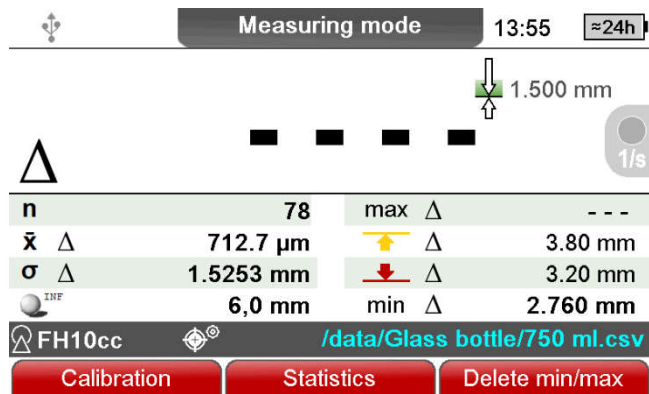 Measuring mode 13:55 ≈24h
1.500 mm
Δ - - - -
1/s
n 78 max Δ - - -
x̄ Δ 712.7 µm Δ 3.80 mm
σ Δ 1.5253 mm Δ 3.20 mm
INF 6,0 mm min Δ 2.760 mm
FH10cc /data/Glass bottle/750 ml.csv
Calibration Statistics Delete min/max